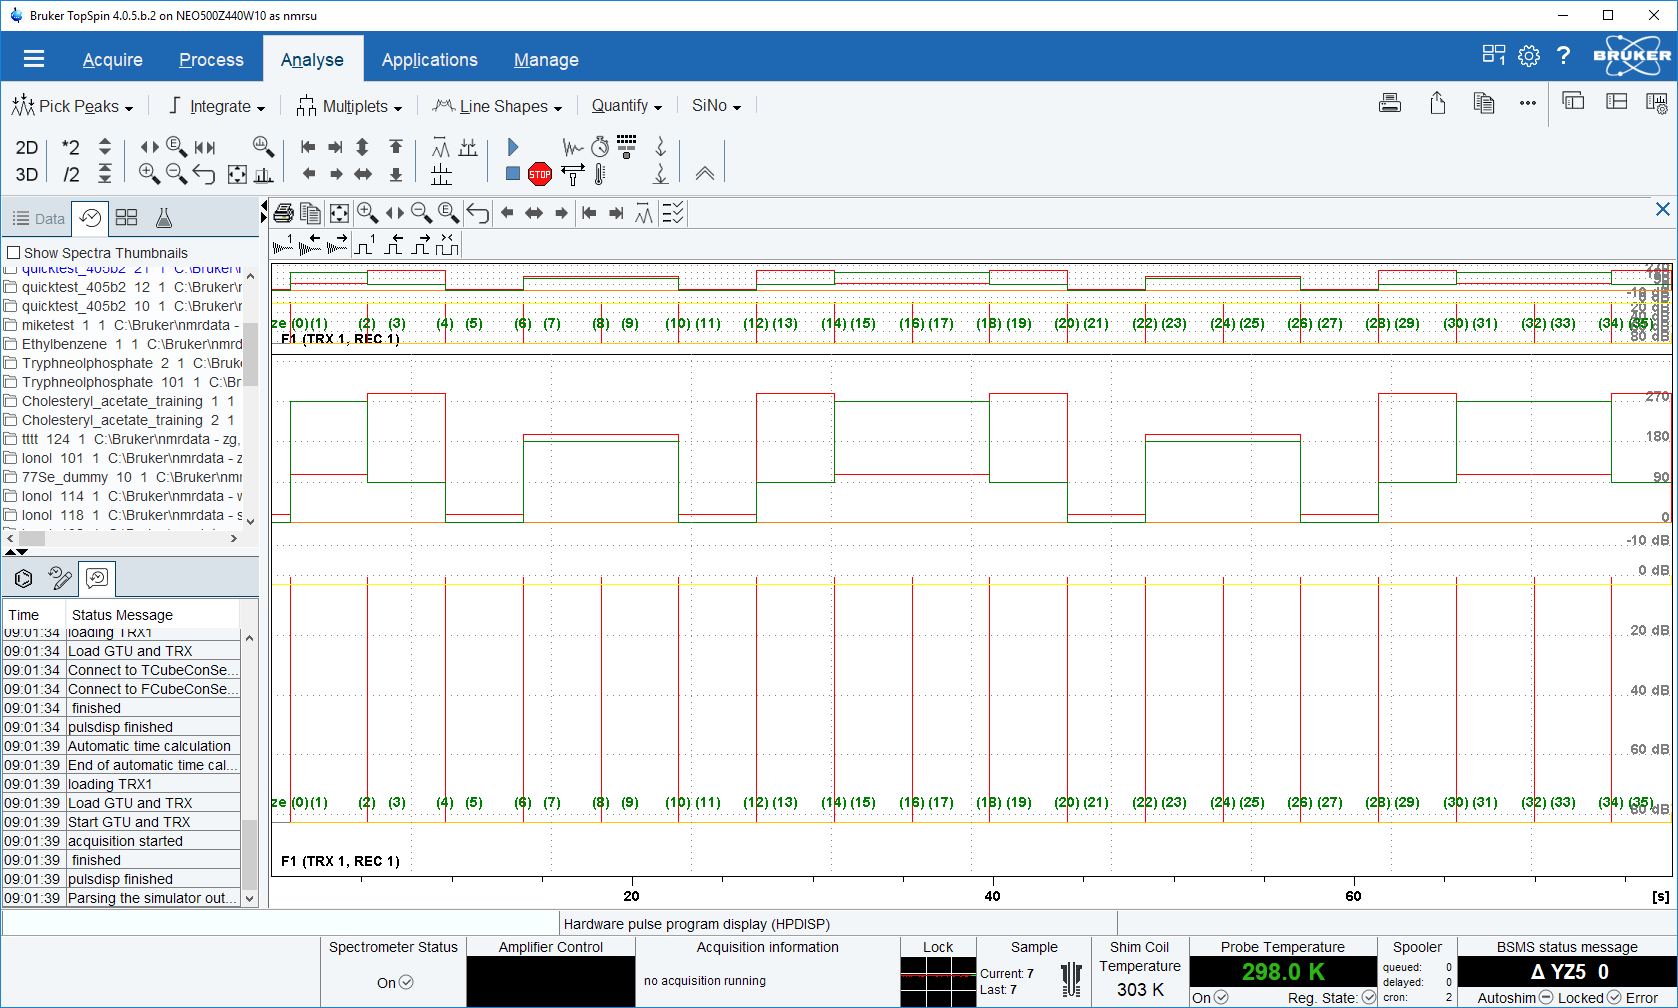 Bruker TopSpin 4.0.5.b.2 on NEO500Z440W10 as nmrsu
Acquire Process Analyse Applications Manage
1
BRUKER
Pick Peaks Integrate Multiplets Line Shapes Quantify SiNo
2D *2
3D /2
STOP
Data
Show Spectra Thumbnails
quicktest_405b2 21 1 C:\Bruker\r
quicktest_405b2 12 1 C:\Bruker\r
quicktest_405b2 10 1 C:\Bruker\r
miketest 1 1 C:\Bruker\nmrdata -
Ethylbenzene 1 1 C:\Bruker\nmrd
Tryphneolphosphate 2 1 C:\Bruk
Tryphneolphosphate 101 1 C:\Br
Cholesteryl_acetate_training 1 1
Cholesteryl_acetate_training 2 1
tttt 124 1 C:\Bruker\nmrdata - zg,
Ionol 101 1 C:\Bruker\nmrdata - z
77Se_dummy 10 1 C:\Bruker\nmr
Ionol 114 1 C:\Bruker\nmrdata - v
Ionol 118 1 C:\Bruker\nmrdata - s
Time Status Message
09:01:34 loading TRX1
09:01:34 Load GTU and TRX
09:01:34 Connect to TCubeConSe...
09:01:34 Connect to FCubeConSe...
09:01:34 finished
09:01:34 pulsdisp finished
09:01:39 Automatic time calculation
09:01:39 End of automatic time cal...
09:01:39 loading TRX1
09:01:39 Load GTU and TRX
09:01:39 Start GTU and TRX
09:01:39 acquisition started
09:01:39 finished
09:01:39 pulsdisp finished
09:01:39 Parsing the simulator out...
ze (0) (1) (2) (3) (4) (5) (6) (7) (8) (9) (10) (11) (12) (13) (14) (15) (16) (17) (18) (19) (20) (21) (22) (23) (24) (25) (26) (27) (28) (29) (30) (31) (32) (33) (34) (35)
80 dB
F1 (TRX 1, REC 1)
270
180
90
0
-10 dB
0 dB
20 dB
40 dB
60 dB
ze (0) (1) (2) (3) (4) (5) (6) (7) (8) (9) (10) (11) (12) (13) (14) (15) (16) (17) (18) (19) (20) (21) (22) (23) (24) (25) (26) (27) (28) (29) (30) (31) (32) (33) (34) (35)
80 dB
F1 (TRX 1, REC 1)
20 40 60 [s]
Hardware pulse program display (HPDISP)
Spectrometer Status
On
Amplifier Control
Acquisition information
no acquisition running
Lock
Sample
Current: 7
Last: 7
Shim Coil
Temperature
303 K
Probe Temperature
298.0 K
On Reg. State:
Spooler
queued: 0
delayed: 0
cron: 2
BSMS status message
Δ YZ5 0
Autoshim Locked Error